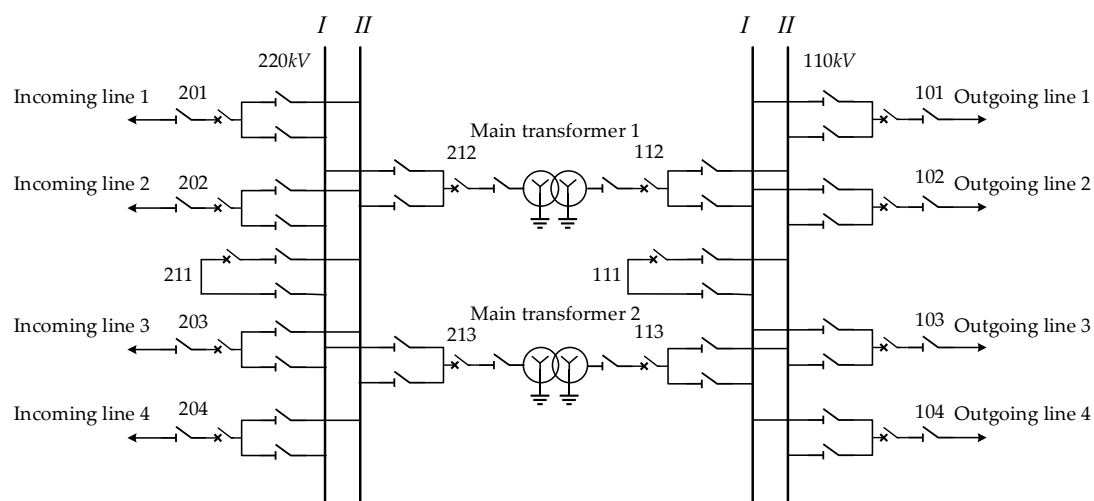 I II I II
220kV 110kV
Incoming line 1 201 101 Outgoing line 1
Main transformer 1
212 112
Incoming line 2 202 102 Outgoing line 2
211 111
Main transformer 2
Incoming line 3 203 213 113 103 Outgoing line 3
Incoming line 4 204 104 Outgoing line 4